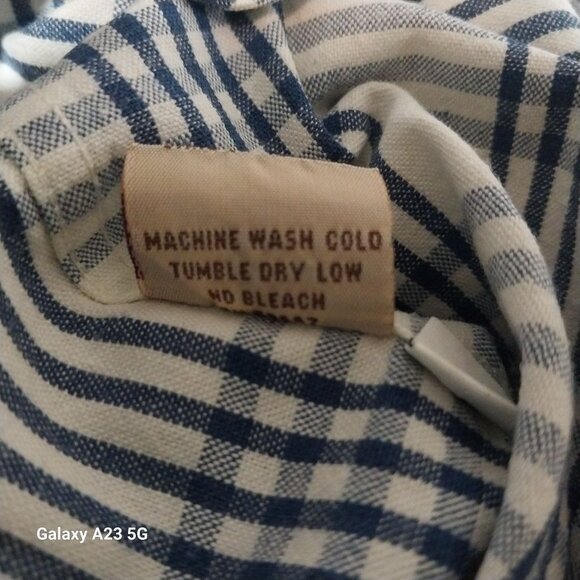 MACHINE WASH COLD
TUMBLE DRY LOW
NO BLEACH
Galaxy A23 5G